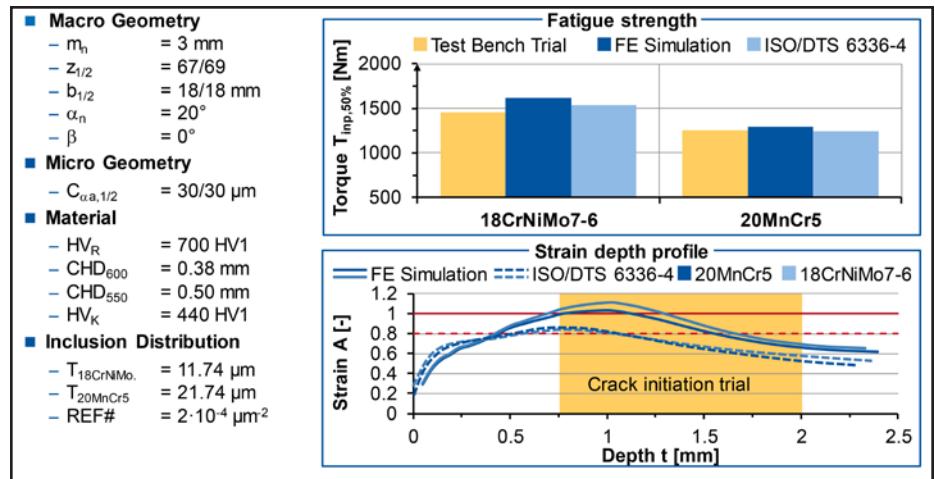 Macro Geometry
– mn = 3 mm
– z1/2 = 67/69
– b1/2 = 18/18 mm
– αn = 20°
– β = 0°
Micro Geometry
– Cαa,1/2 = 30/30 µm
Material
– HVR = 700 HV1
– CHD600 = 0.38 mm
– CHD550 = 0.50 mm
– HVK = 440 HV1
Inclusion Distribution
– T18CrNiMo. = 11.74 µm
– T20MnCr5 = 21.74 µm
– REF# = 2·10-4 µm-2
Fatigue strength
Test Bench Trial FE Simulation ISO/DTS 6336-4
Torque Tinp,50% [Nm]
2000
1500
1000
500
18CrNiMo7-6 20MnCr5
Strain depth profile
FE Simulation ISO/DTS 6336-4 20MnCr5 18CrNiMo7-6
Strain A [-]
1.2
1
0.8
0.6
0.4
0.2
0
Crack initiation trial
0 0.5 1 1.5 2 2.5
Depth t [mm]